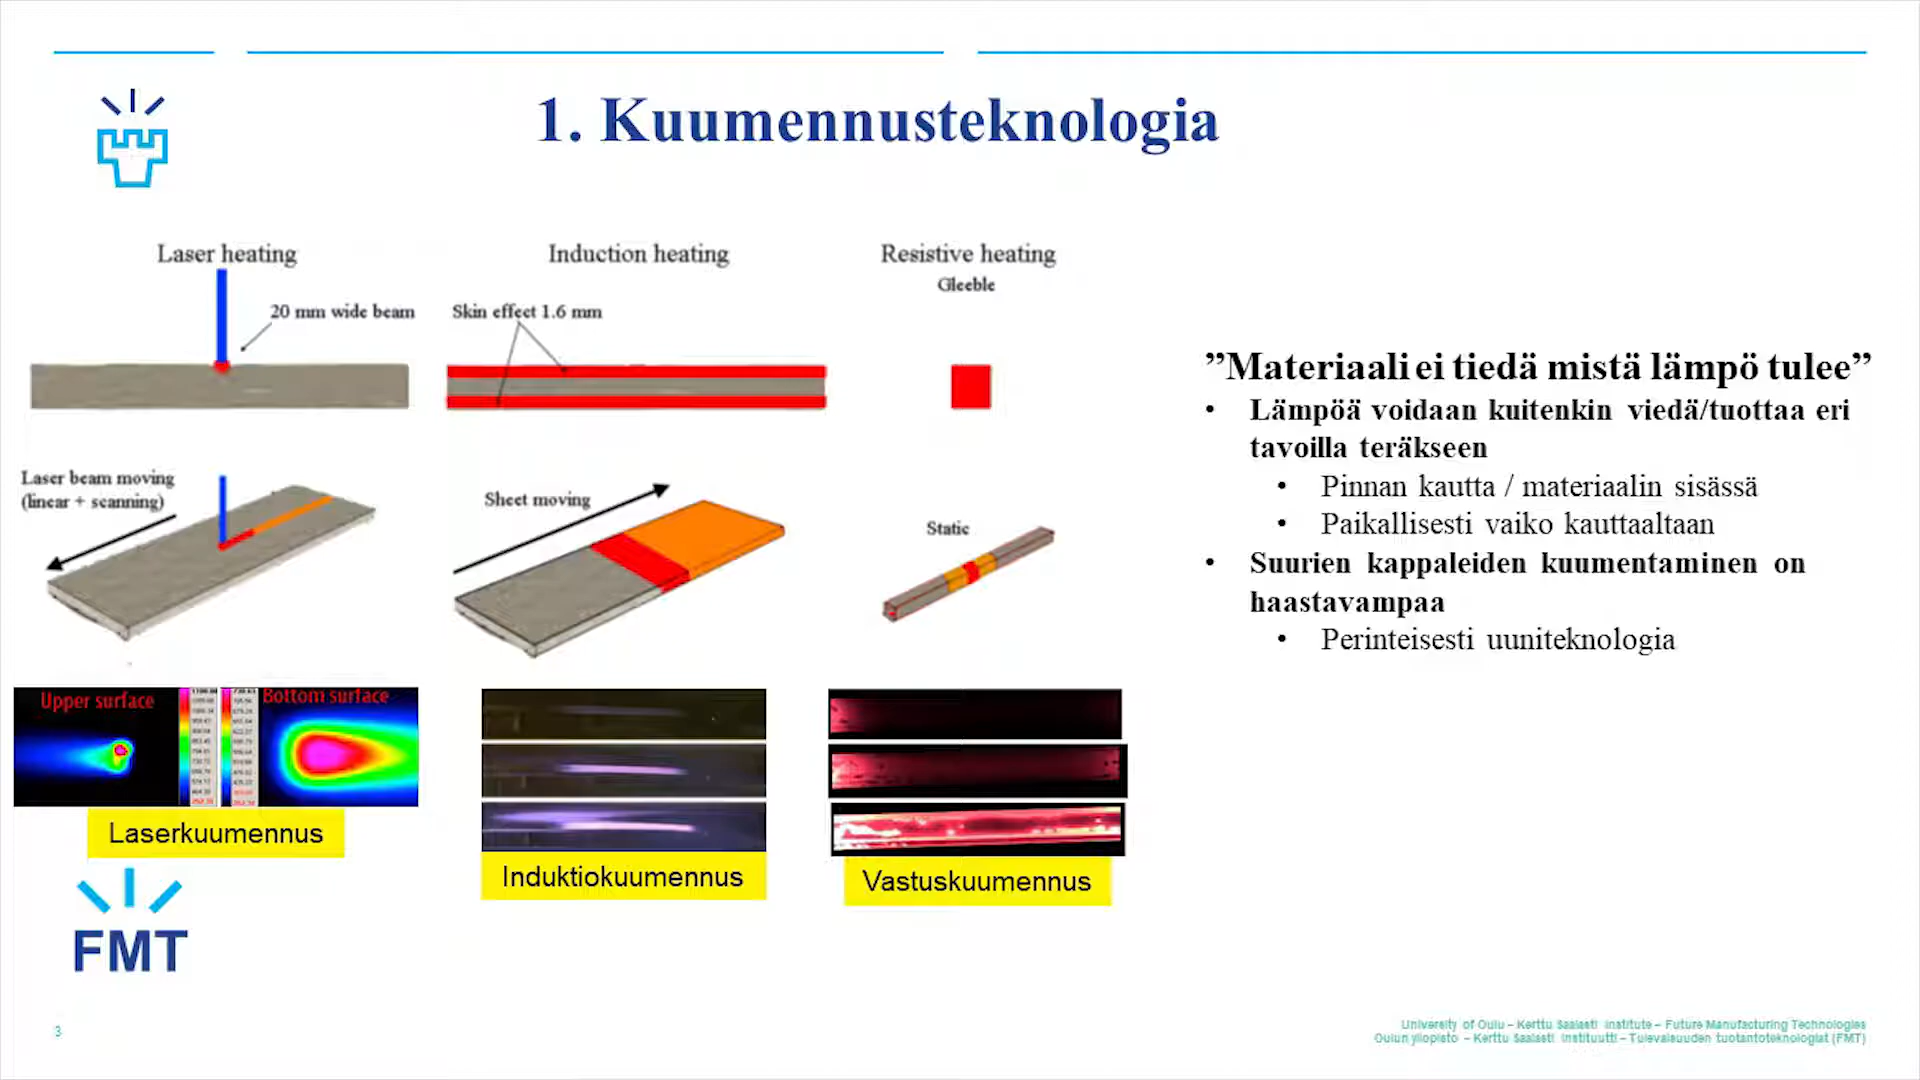 1. Kuumennusteknologia
Laser heating
20 mm wide beam
Induction heating
Skin effect 1.6 mm
Resistive heating
Gleeble
Laser beam moving
(linear + scanning)
Sheet moving
Static
Upper surface
Bottom surface
Laserkuumennus
Induktiokuumennus
Vastuskuumennus
”Materiaali ei tiedä mistä lämpö tulee”
• Lämpöä voidaan kuitenkin viedä/tuottaa eri
tavoilla teräkseen
• Pinnan kautta / materiaalin sisässä
• Paikallisesti vaiko kauttaaltaan
• Suurien kappaleiden kuumentaminen on
haastavampaa
• Perinteisesti uuniteknologia
FMT
3
University of Oulu – Kerttu Saalasti Institute – Future Manufacturing Technologies
Oulun yliopisto – Kerttu Saalasti Instituutti – Tulevaisuuden tuotantoteknologiat (FMT)